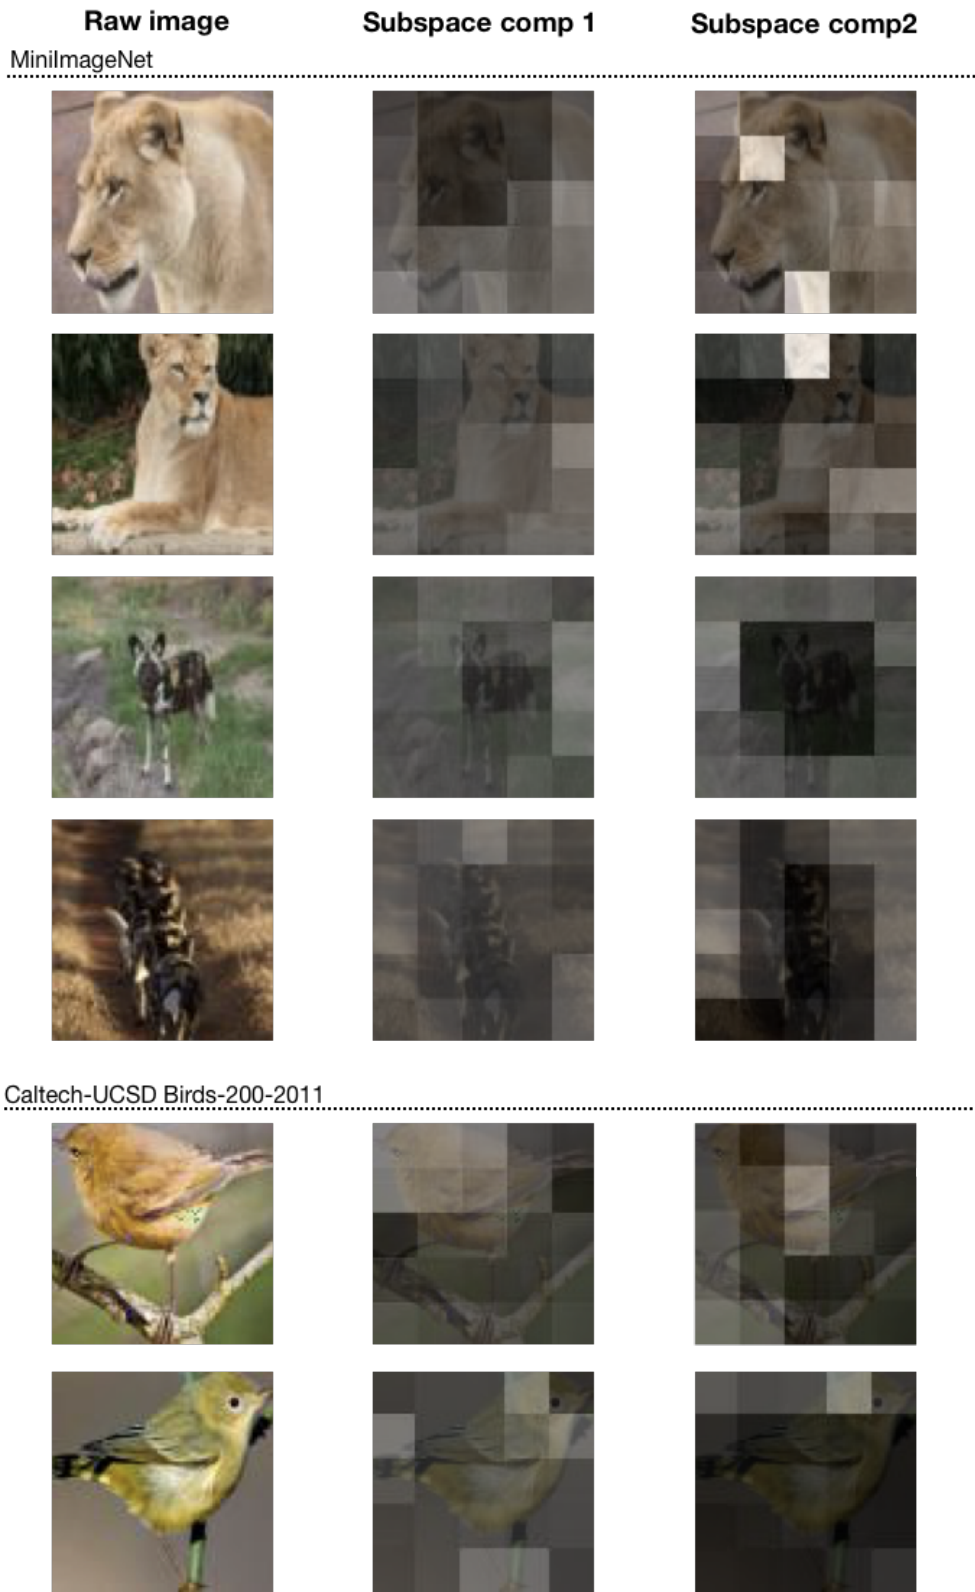 Raw image Subspace comp 1 Subspace comp2
MiniImageNet
Caltech-UCSD Birds-200-2011